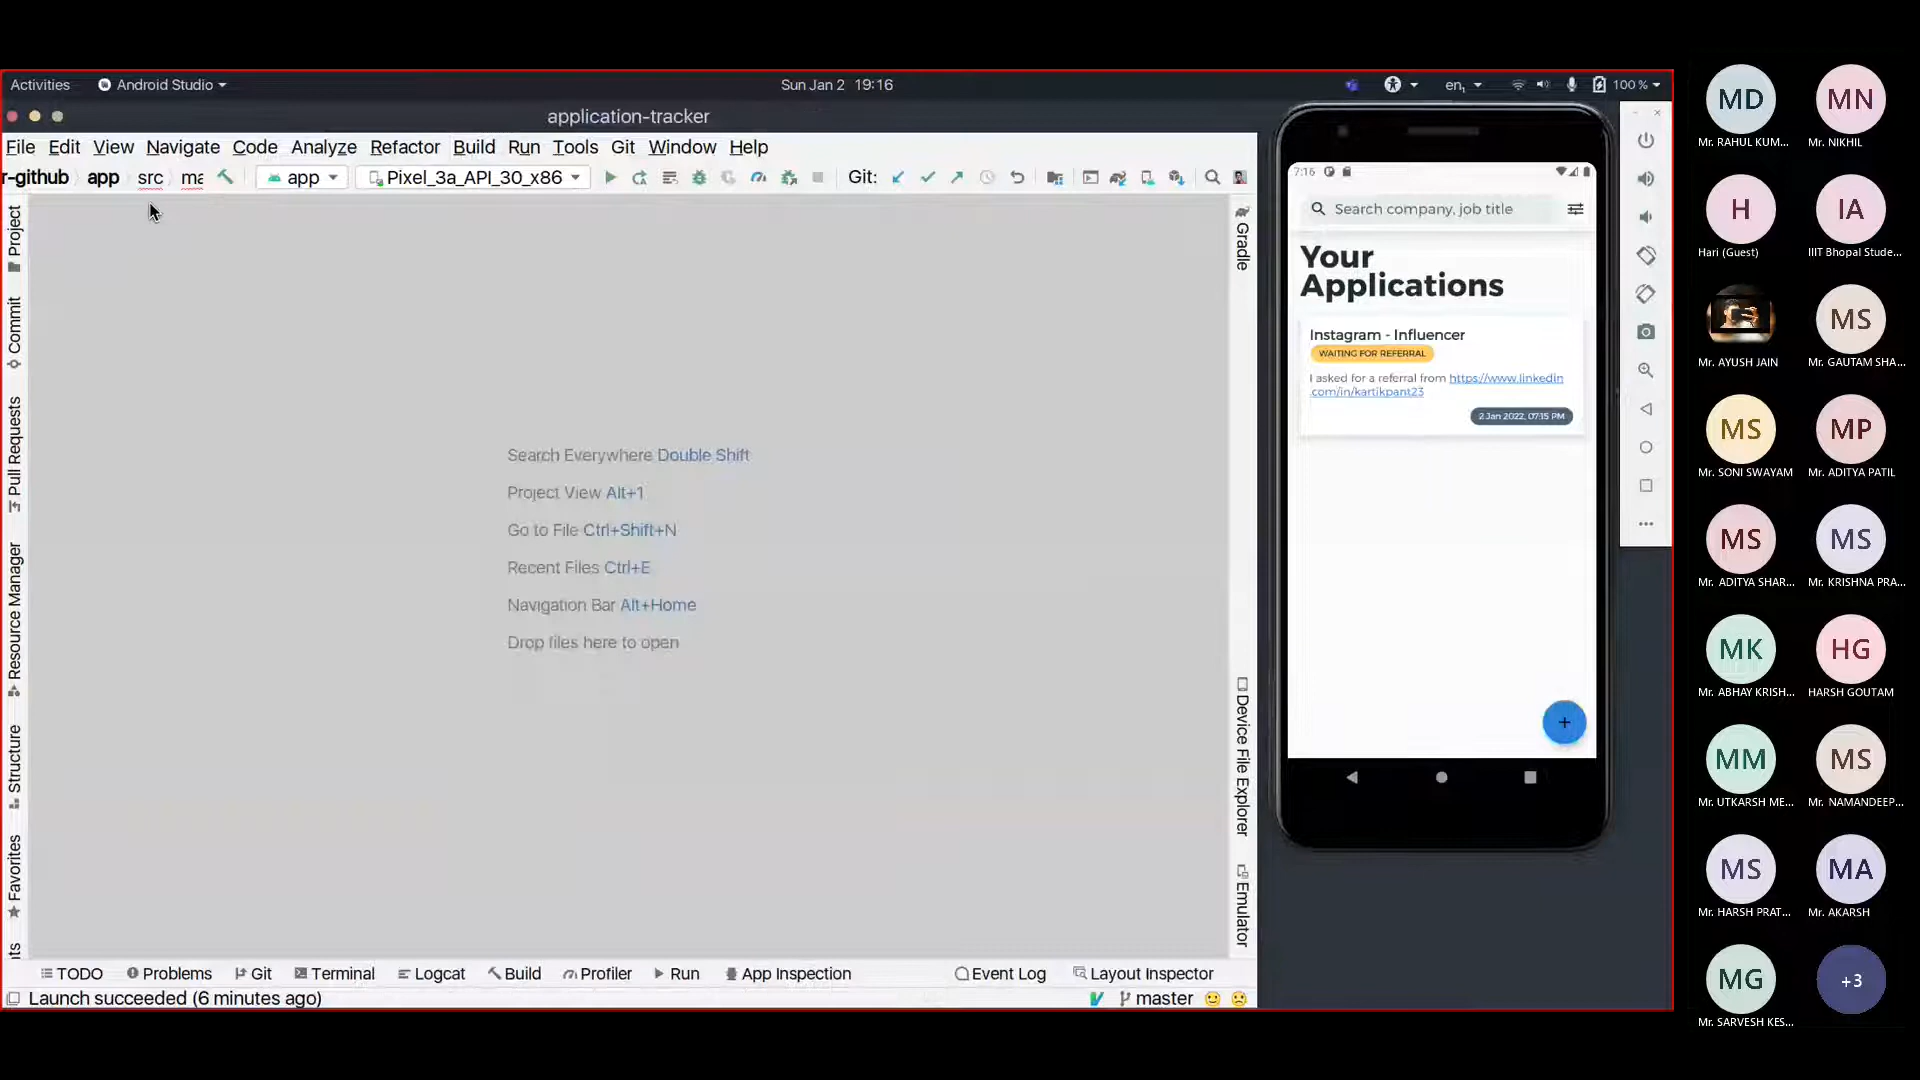 Activities
Android Studio
Sun Jan 2 19:16
en₁
100 %
application-tracker
File Edit View Navigate Code Analyze Refactor Build Run Tools Git Window Help
r-github app src ma
app
Pixel_3a_API_30_x86
Git:
Project
Commit
Pull Requests
Resource Manager
Structure
Favorites
Gradle
Device File Explorer
Emulator
Search Everywhere Double Shift
Project View Alt+1
Go to File Ctrl+Shift+N
Recent Files Ctrl+E
Navigation Bar Alt+Home
Drop files here to open
TODO Problems Git Terminal Logcat Build Profiler Run App Inspection Event Log Layout Inspector
Launch succeeded (6 minutes ago)
master
7:16
Search company, job title
Your
Applications
Instagram - Influencer
WAITING FOR REFERRAL
I asked for a referral from https://www.linkedin
.com/in/kartikpant23
2 Jan 2022, 07:15 PM
+
MD
Mr. RAHUL KUM...
MN
Mr. NIKHIL
H
Hari (Guest)
IA
IIIT Bhopal Stude...
Mr. AYUSH JAIN
MS
Mr. GAUTAM SHA...
MS
Mr. SONI SWAYAM
MP
Mr. ADITYA PATIL
MS
Mr. ADITYA SHAR...
MS
Mr. KRISHNA PRA...
MK
Mr. ABHAY KRISH...
HG
HARSH GOUTAM
MM
Mr. UTKARSH ME...
MS
Mr. NAMANDEEP...
MS
Mr. HARSH PRAT...
MA
Mr. AKARSH
MG
Mr. SARVESH KES...
+3